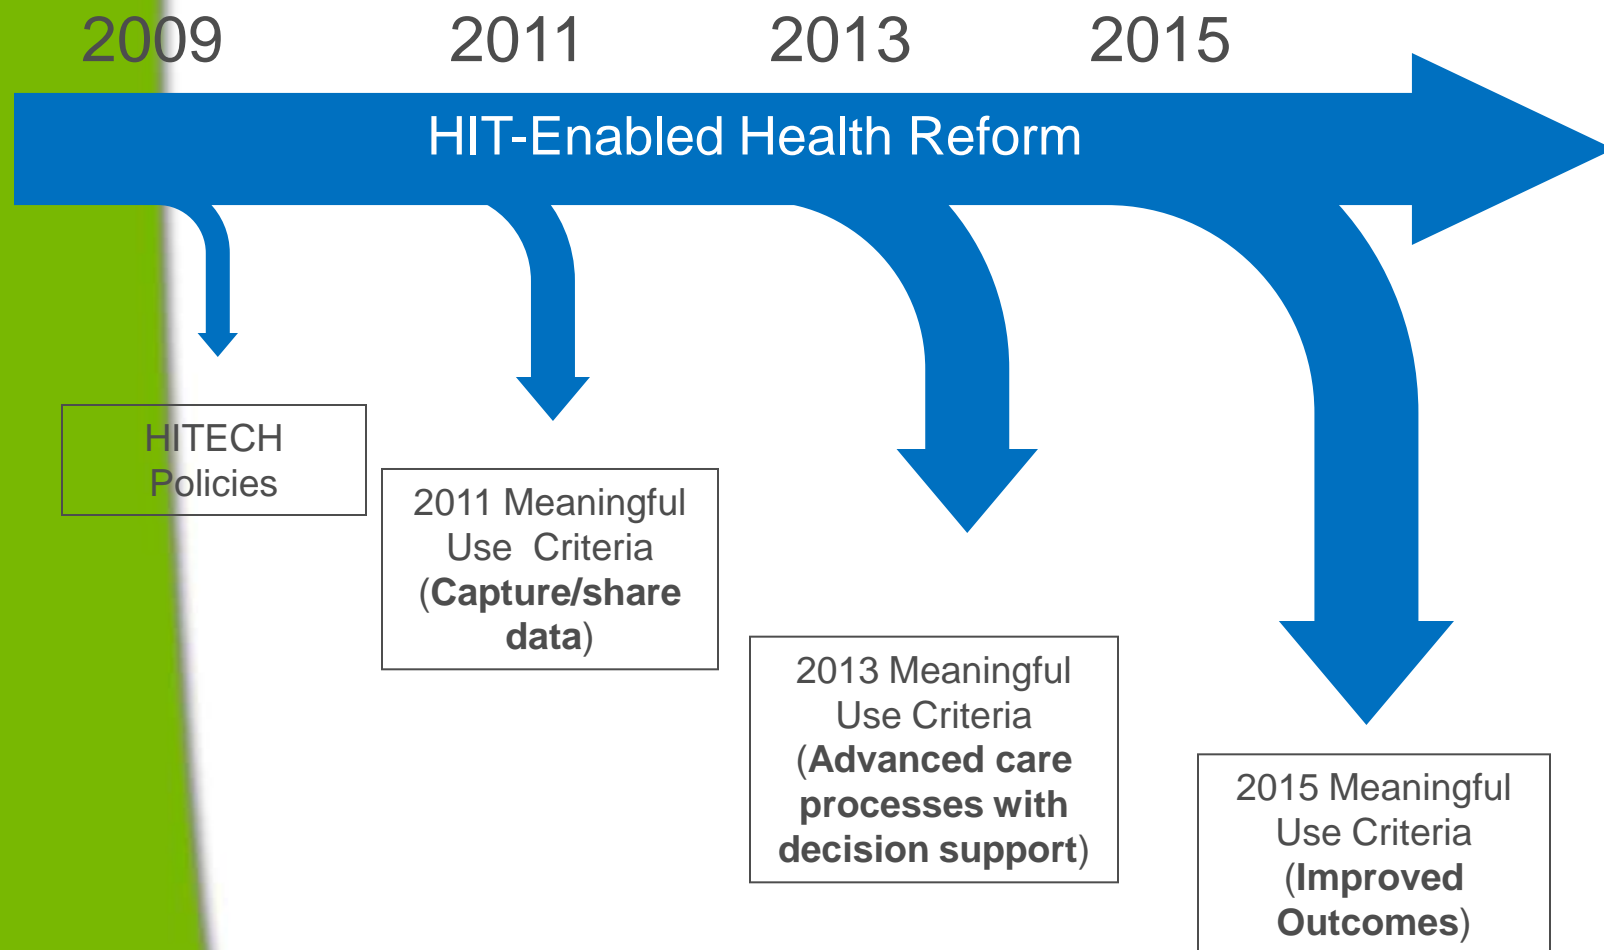 2009 2011 2013 2015
HIT-Enabled Health Reform
HITECH
Policies
2011 Meaningful
Use Criteria
(Capture/share
data)
2013 Meaningful
Use Criteria
(Advanced care
processes with
decision support)
2015 Meaningful
Use Criteria
(Improved
Outcomes)